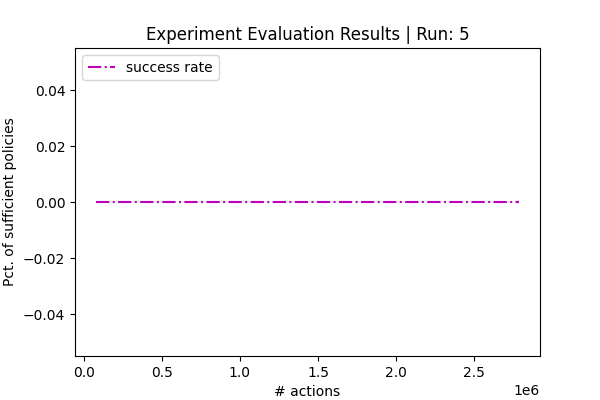 Experiment Evaluation Results | Run: 5
success rate
Pct. of sufficient policies
0.04
0.02
0.00
−0.02
−0.04
0.0 0.5 1.0 1.5 2.0 2.5
# actions
1e6